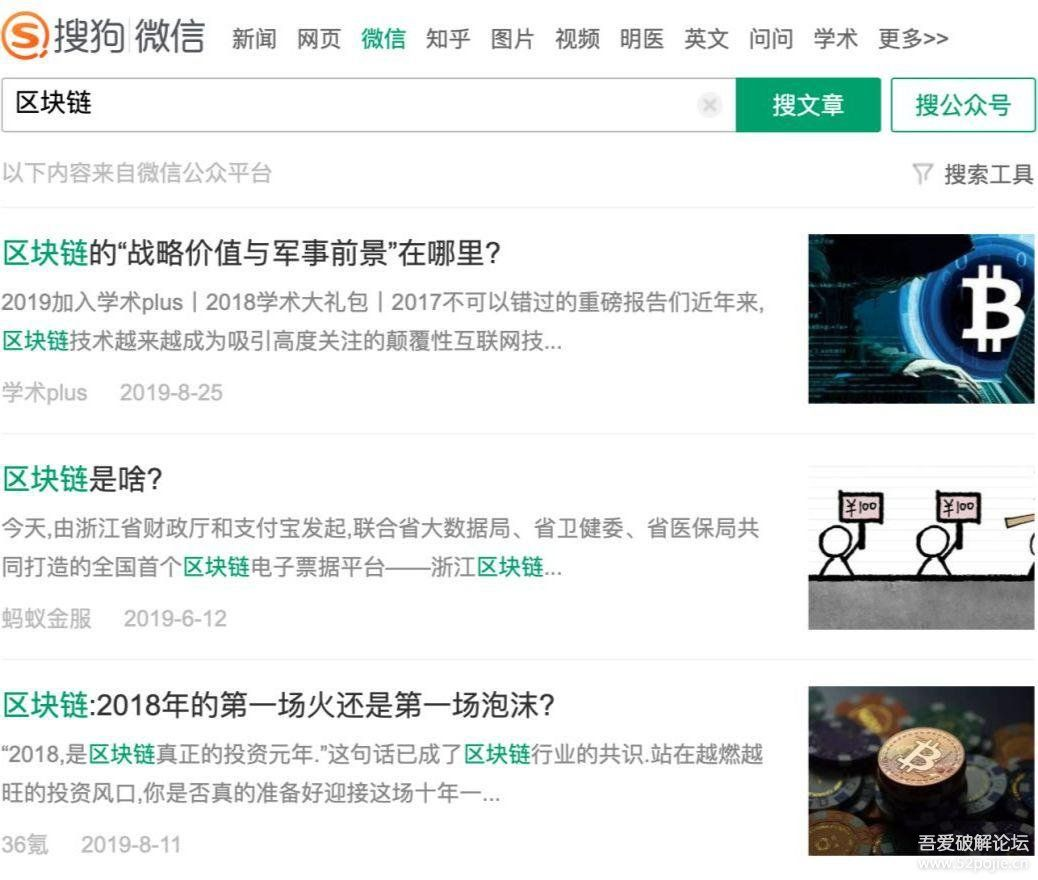 搜狗 微信 新闻 网页 微信 知乎 图片 视频 明医 英文 问问 学术 更多>>
区块链 搜文章 搜公众号
以下内容来自微信公众平台 搜索工具
区块链的“战略价值与军事前景”在哪里?
2019加入学术plus丨2018学术大礼包丨2017不可以错过的重磅报告们近年来,
区块链技术越来越成为吸引高度关注的颠覆性互联网技...
学术plus 2019-8-25
区块链是啥?
今天,由浙江省财政厅和支付宝发起,联合省大数据局、省卫健委、省医保局共
同打造的全国首个区块链电子票据平台——浙江区块链...
蚂蚁金服 2019-6-12
¥100 ¥100
区块链:2018年的第一场火还是第一场泡沫?
“2018,是区块链真正的投资元年.”这句话已成了区块链行业的共识.站在越燃越
旺的投资风口,你是否真的准备好迎接这场十年一...
36氪 2019-8-11
吾爱破解论坛
www.52pojie.cn